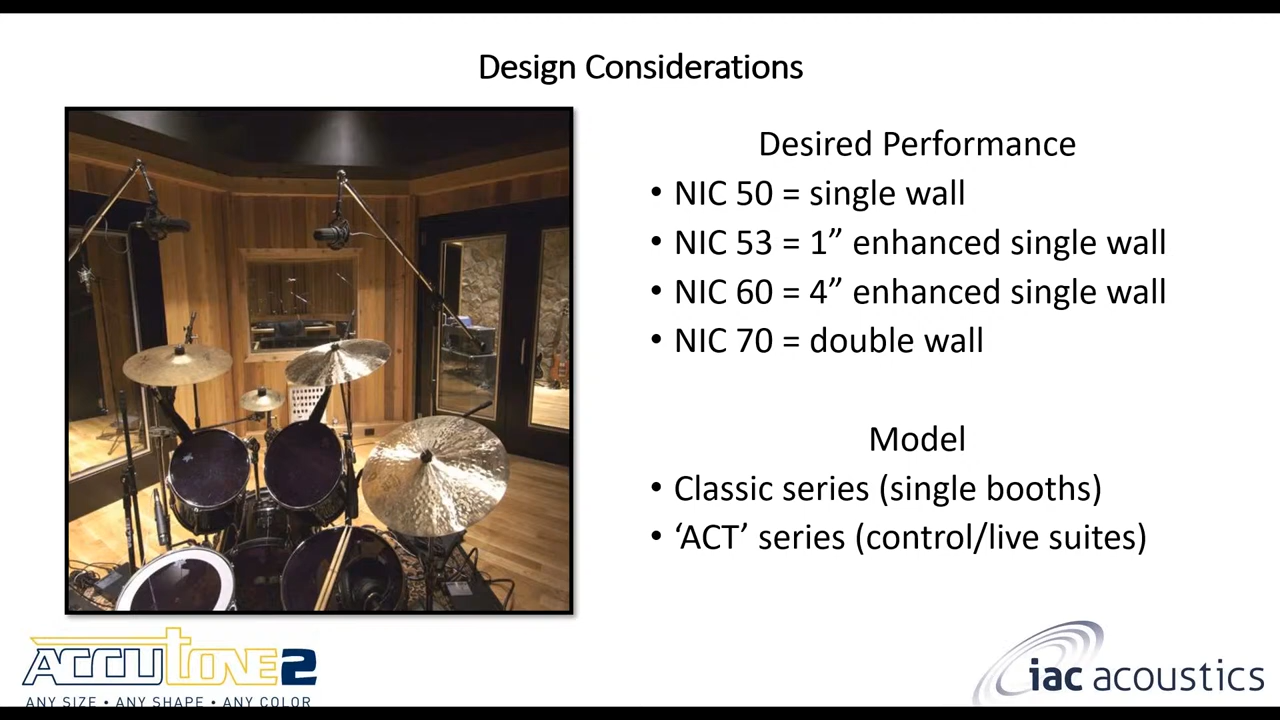 Design Considerations
Desired Performance
• NIC 50 = single wall
• NIC 53 = 1” enhanced single wall
• NIC 60 = 4” enhanced single wall
• NIC 70 = double wall
Model
• Classic series (single booths)
• ‘ACT’ series (control/live suites)
ACCUTONE2
ANY SIZE • ANY SHAPE • ANY COLOR
iac acoustics